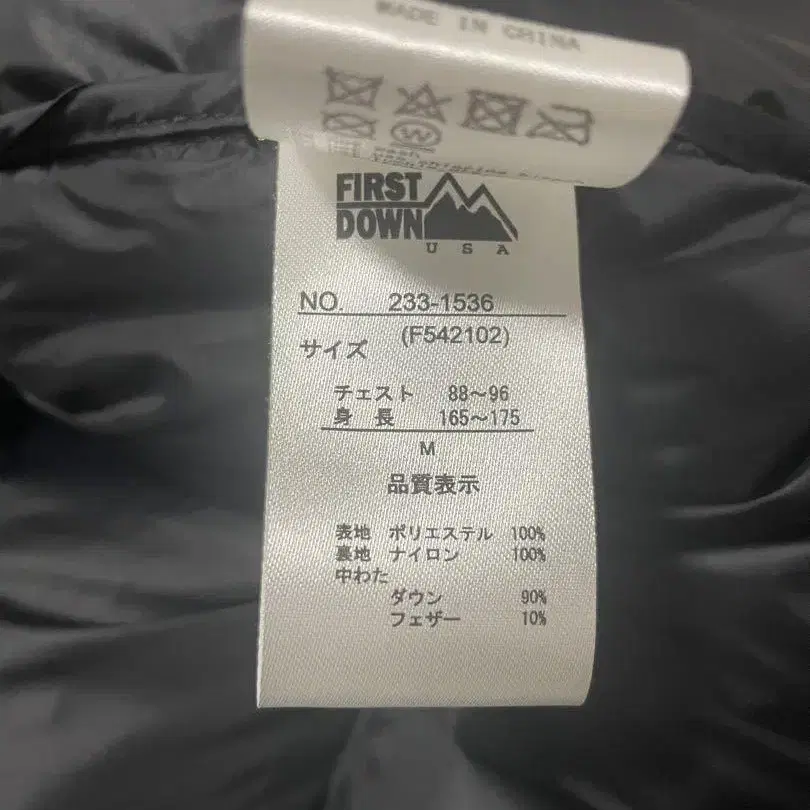 MADE IN CHINA
FIRST
DOWN
USA
NO. 233-1536
(F542102)
サイズ
チェスト 88～96
身 長 165～175
M
品質表示
表地 ポリエステル 100%
裏地 ナイロン 100%
中わた
ダウン 90%
フェザー 10%